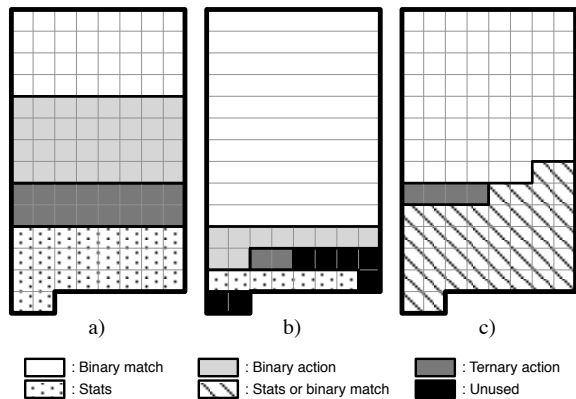 a) b) c)
: Binary match : Binary action : Ternary action
: Stats : Stats or binary match : Unused